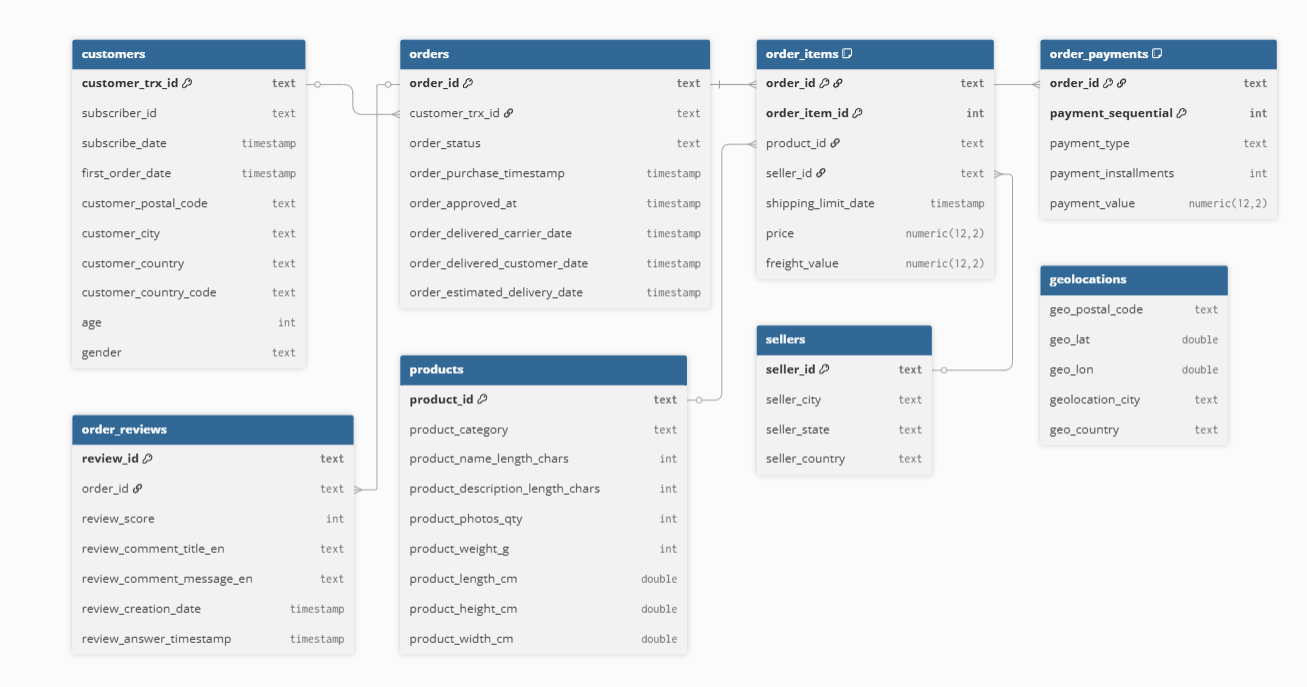 customers
customer_trx_id text
subscriber_id text
subscribe_date timestamp
first_order_date timestamp
customer_postal_code text
customer_city text
customer_country text
customer_country_code text
age int
gender text
orders
order_id text
customer_trx_id text
order_status text
order_purchase_timestamp timestamp
order_approved_at timestamp
order_delivered_carrier_date timestamp
order_delivered_customer_date timestamp
order_estimated_delivery_date timestamp
order_items
order_id text
order_item_id int
product_id text
seller_id text
shipping_limit_date timestamp
price numeric(12,2)
freight_value numeric(12,2)
order_payments
order_id text
payment_sequential int
payment_type text
payment_installments int
payment_value numeric(12,2)
geolocations
geo_postal_code text
geo_lat double
geo_lon double
geolocation_city text
geo_country text
sellers
seller_id text
seller_city text
seller_state text
seller_country text
products
product_id text
product_category text
product_name_length_chars int
product_description_length_chars int
product_photos_qty int
product_weight_g int
product_length_cm double
product_height_cm double
product_width_cm double
order_reviews
review_id text
order_id text
review_score int
review_comment_title_en text
review_comment_message_en text
review_creation_date timestamp
review_answer_timestamp timestamp